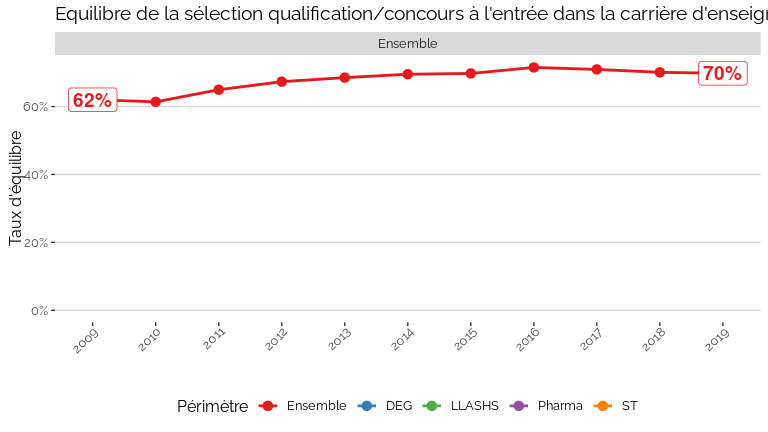 Equilibre de la sélection qualification/concours à l'entrée dans la carrière
Ensemble
Taux d'équilibre
60%
40%
20%
0%
62%
70%
2009 2010 2011 2012 2013 2014 2015 2016 2017 2018 2019
Périmètre Ensemble DEG LLASHS Pharma ST